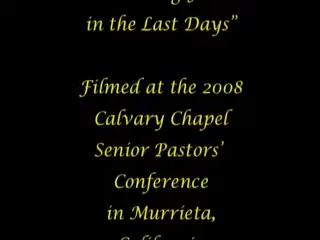 in the Last Days”
Filmed at the 2008
Calvary Chapel
Senior Pastors’
Conference
in Murrieta,